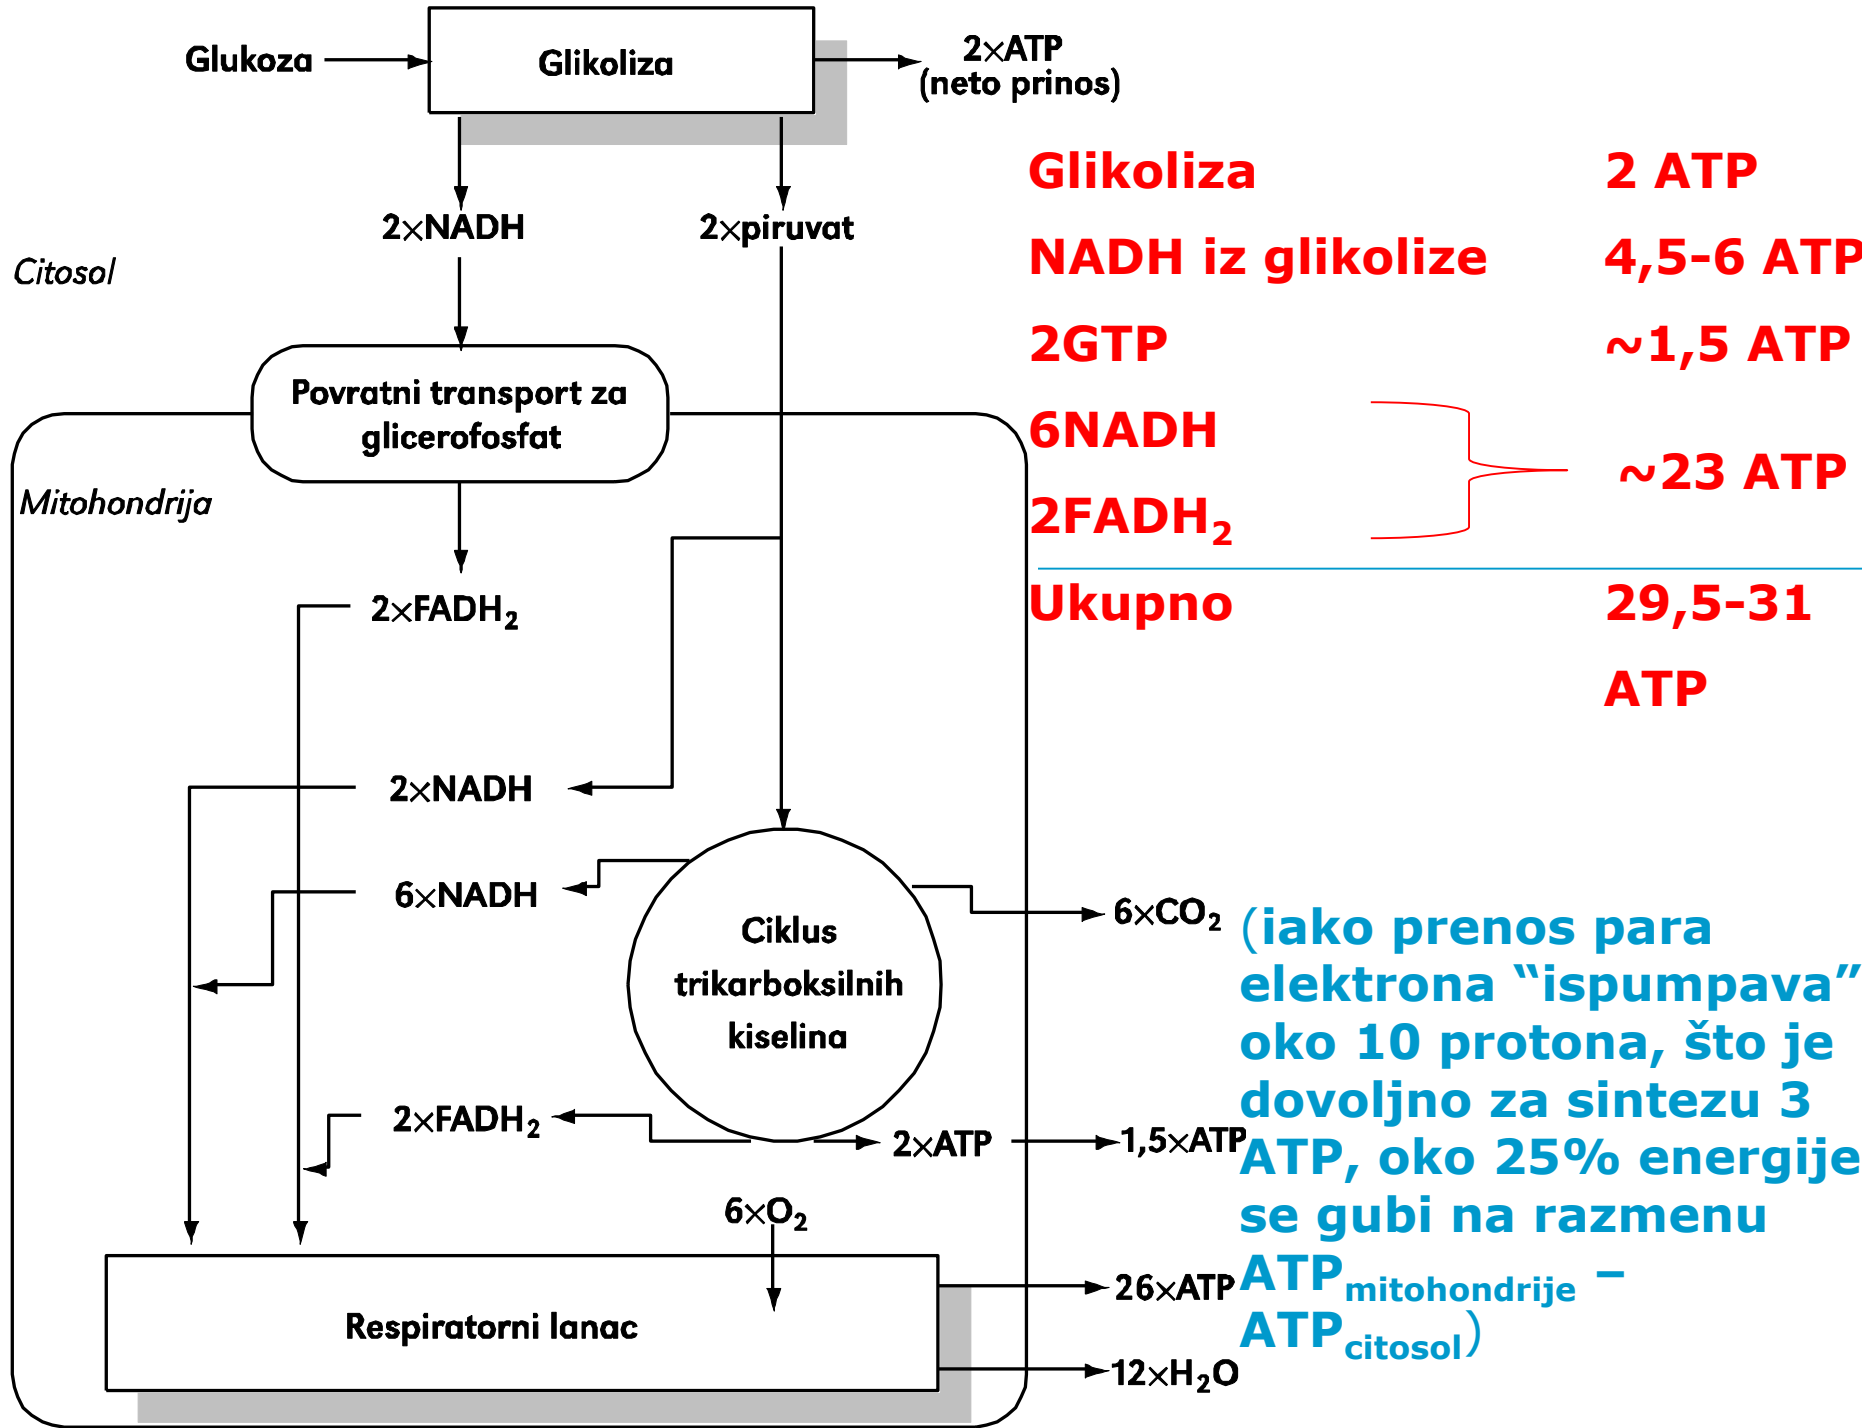 Glukoza
Glikoliza
2×ATP
(neto prinos)
2×NADH
2×piruvat
Citosol
Povratni transport za
glicerofosfat
Mitohondrija
2×FADH₂
2×NADH
6×NADH
Ciklus
trikarboksilnih
kiselina
6×CO₂
2×FADH₂
2×ATP
1,5×ATP
6×O₂
Respiratorni lanac
26×ATP
12×H₂O
Glikoliza 2 ATP
NADH iz glikolize 4,5-6 ATP
2GTP ~1,5 ATP
6NADH
~23 ATP
2FADH₂
Ukupno 29,5-31
ATP
(iako prenos para
elektrona “ispumpava”
oko 10 protona, što je
dovoljno za sintezu 3
ATP, oko 25% energije
se gubi na razmenu
ATPmitohondrije –
ATPcitosol)